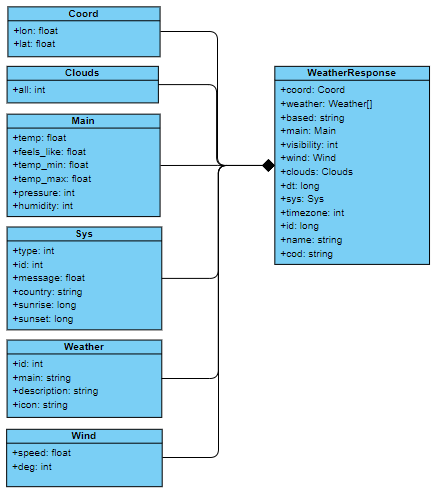 Coord
+lon: float
+lat: float
Clouds
+all: int
Main
+temp: float
+feels_like: float
+temp_min: float
+temp_max: float
+pressure: int
+humidity: int
Sys
+type: int
+id: int
+message: float
+country: string
+sunrise: long
+sunset: long
Weather
+id: int
+main: string
+description: string
+icon: string
Wind
+speed: float
+deg: int
WeatherResponse
+coord: Coord
+weather: Weather[]
+based: string
+main: Main
+visibility: int
+wind: Wind
+clouds: Clouds
+dt: long
+sys: Sys
+timezone: int
+id: long
+name: string
+cod: string